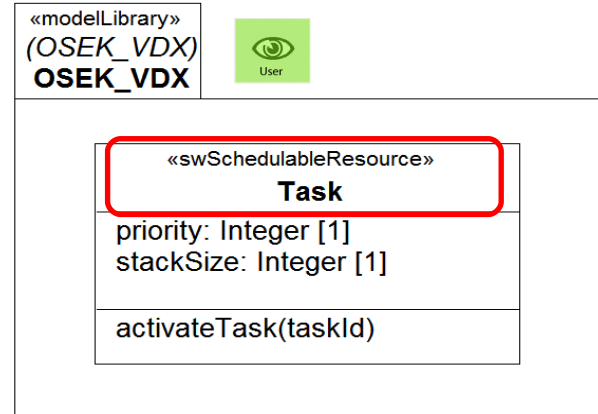 «modelLibrary»
(OSEK_VDX)
OSEK_VDX
User
«swSchedulableResource»
Task
priority: Integer [1]
stackSize: Integer [1]
activateTask(taskId)